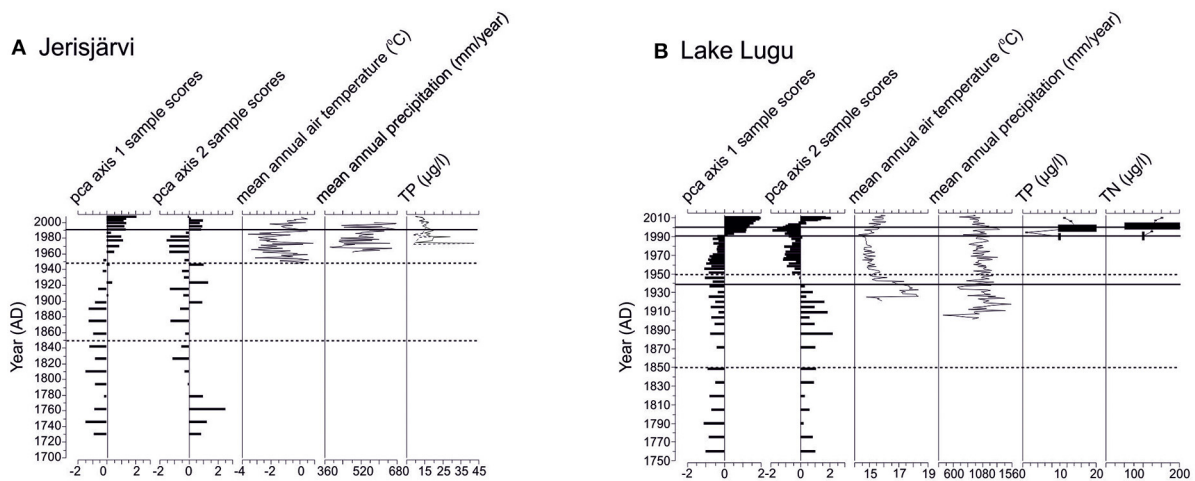 A Jerisjärvi
pca axis 1 sample scores
pca axis 2 sample scores
mean annual air temperature (°C)
mean annual precipitation (mm/year)
TP (µg/l)
Year (AD)
2000
1980
1960
1940
1920
1900
1880
1860
1840
1820
1800
1780
1760
1740
1720
1700
-2 0 2 -2 0 2 -4 -2 0 360 520 680 15 25 35 45
B Lake Lugu
pca axis 1 sample scores
pca axis 2 sample scores
mean annual air temperature (°C)
mean annual precipitation (mm/year)
TP (µg/l)
TN (µg/l)
Year (AD)
2010
1990
1970
1950
1930
1910
1890
1870
1850
1830
1810
1790
1770
1750
-2 0 2 -2 0 2 15 17 19 600 1080 1560 10 20 100 200